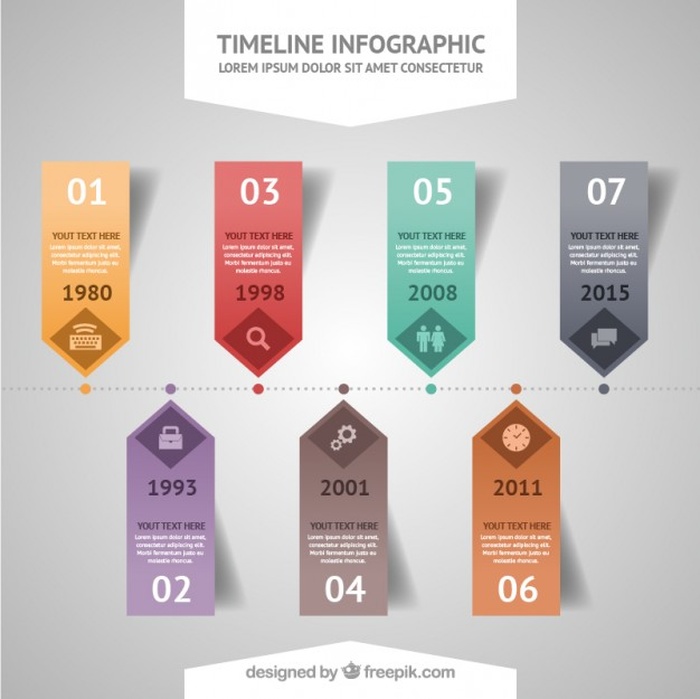 TIMELINE INFOGRAPHIC
LOREM IPSUM DOLOR SIT AMET CONSECTETUR
01
YOUT TEXT HERE
Lorem ipsum dolor sit amet,
consectetur adipiscing elit.
Morbi fermentum justo eu
molestie rhoncus.
1980
03
YOUT TEXT HERE
Lorem ipsum dolor sit amet,
consectetur adipiscing elit.
Morbi fermentum justo eu
molestie rhoncus.
1998
05
YOUT TEXT HERE
Lorem ipsum dolor sit amet,
consectetur adipiscing elit.
Morbi fermentum justo eu
molestie rhoncus.
2008
07
YOUT TEXT HERE
Lorem ipsum dolor sit amet,
consectetur adipiscing elit.
Morbi fermentum justo eu
molestie rhoncus.
2015
1993
YOUT TEXT HERE
Lorem ipsum dolor sit amet,
consectetur adipiscing elit.
Morbi fermentum justo eu
molestie rhoncus.
02
2001
YOUT TEXT HERE
Lorem ipsum dolor sit amet,
consectetur adipiscing elit.
Morbi fermentum justo eu
molestie rhoncus.
04
2011
YOUT TEXT HERE
Lorem ipsum dolor sit amet,
consectetur adipiscing elit.
Morbi fermentum justo eu
molestie rhoncus.
06
designed by freepik.com